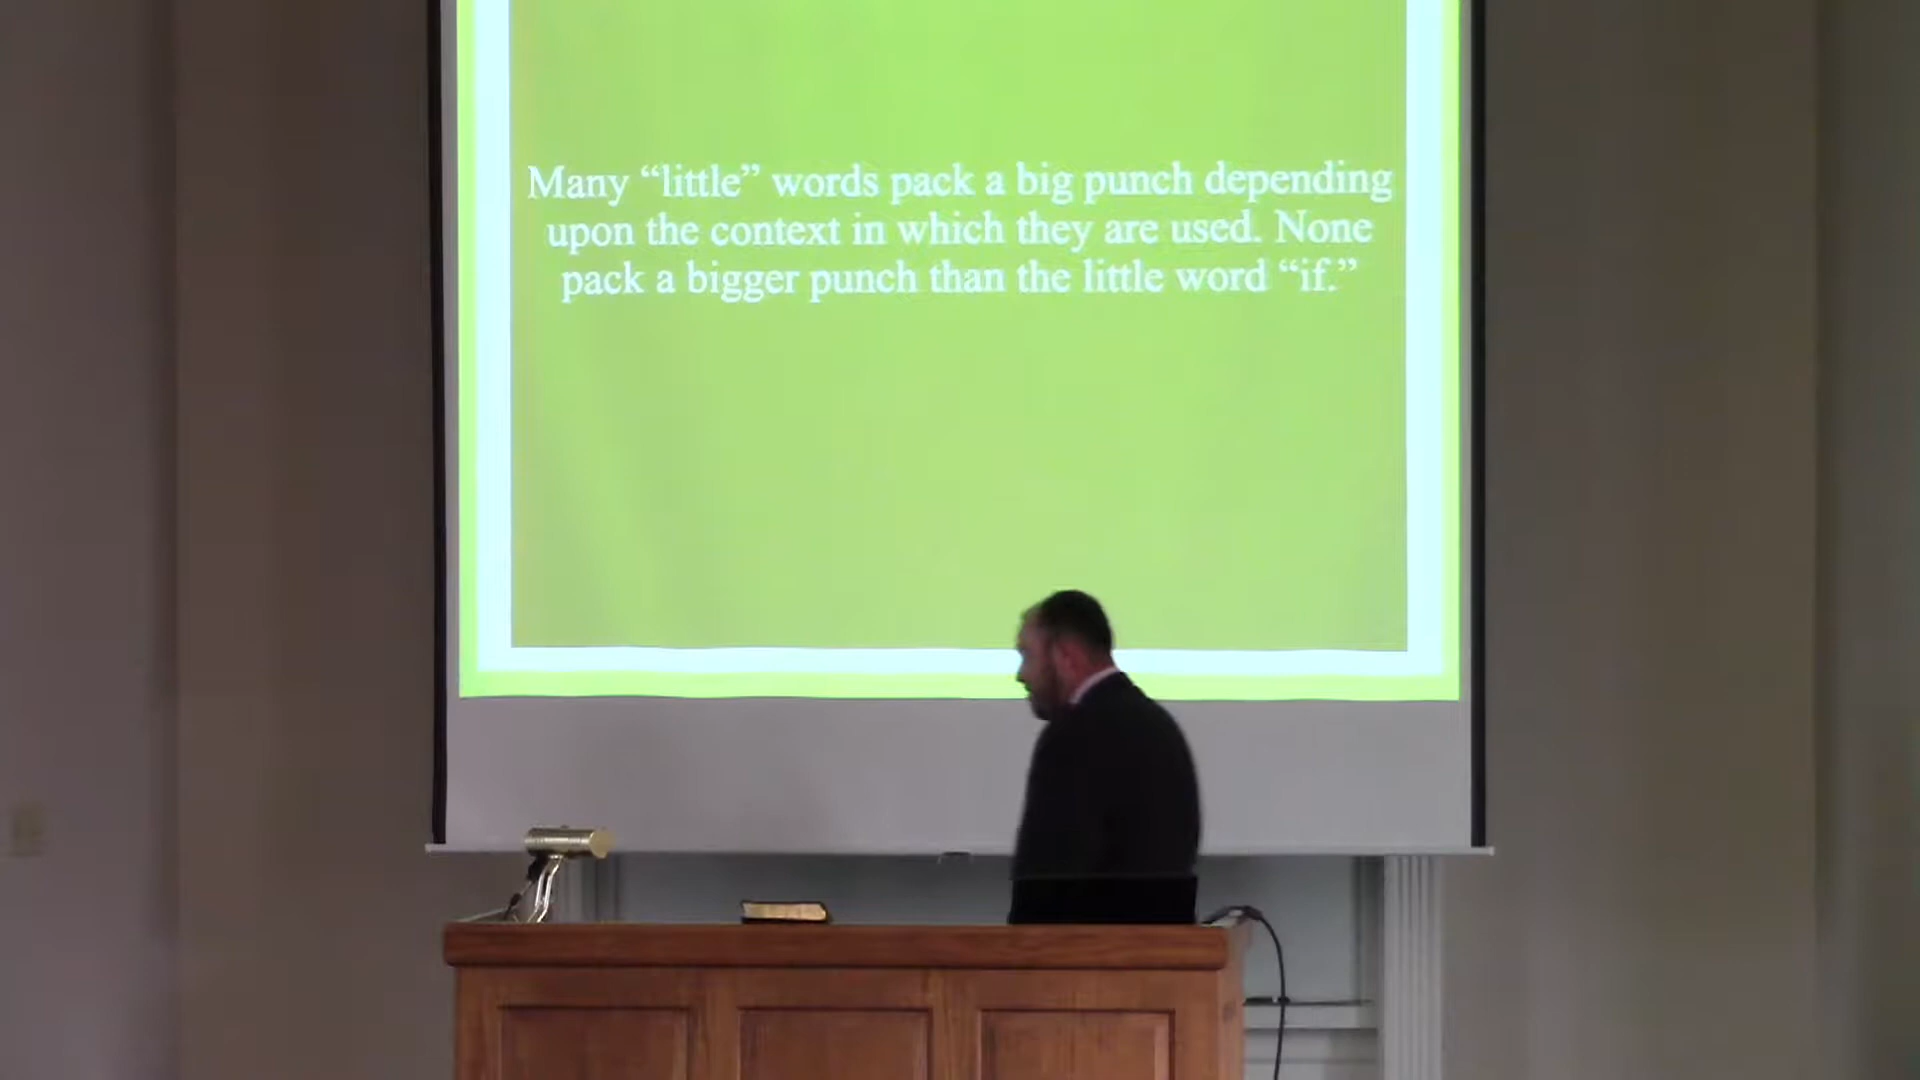 Many “little” words pack a big punch depending
upon the context in which they are used. None
pack a bigger punch than the little word “if.”